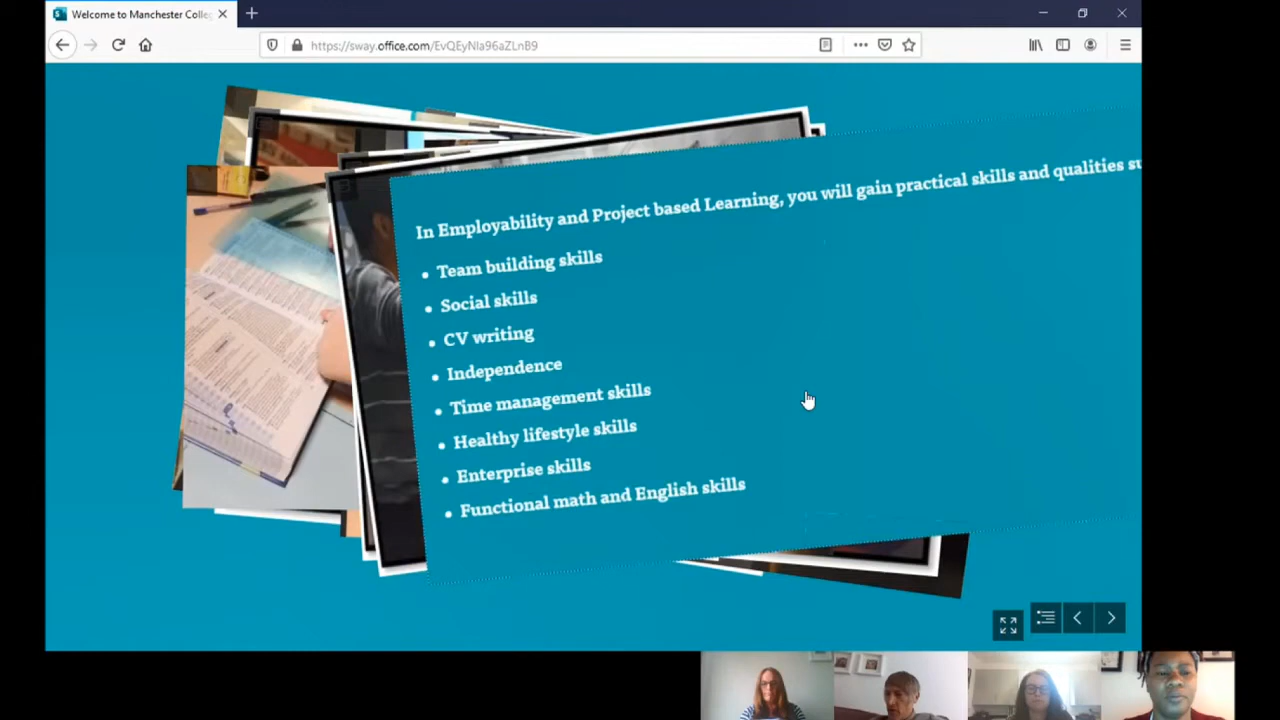 Welcome to Manchester Colle
https://sway.office.com/EvQEyNla96aZLnB9
In Employability and Project based Learning, you will gain practical skills and qualities su
• Team building skills
• Social skills
• CV writing
• Independence
• Time management skills
• Healthy lifestyle skills
• Enterprise skills
• Functional math and English skills